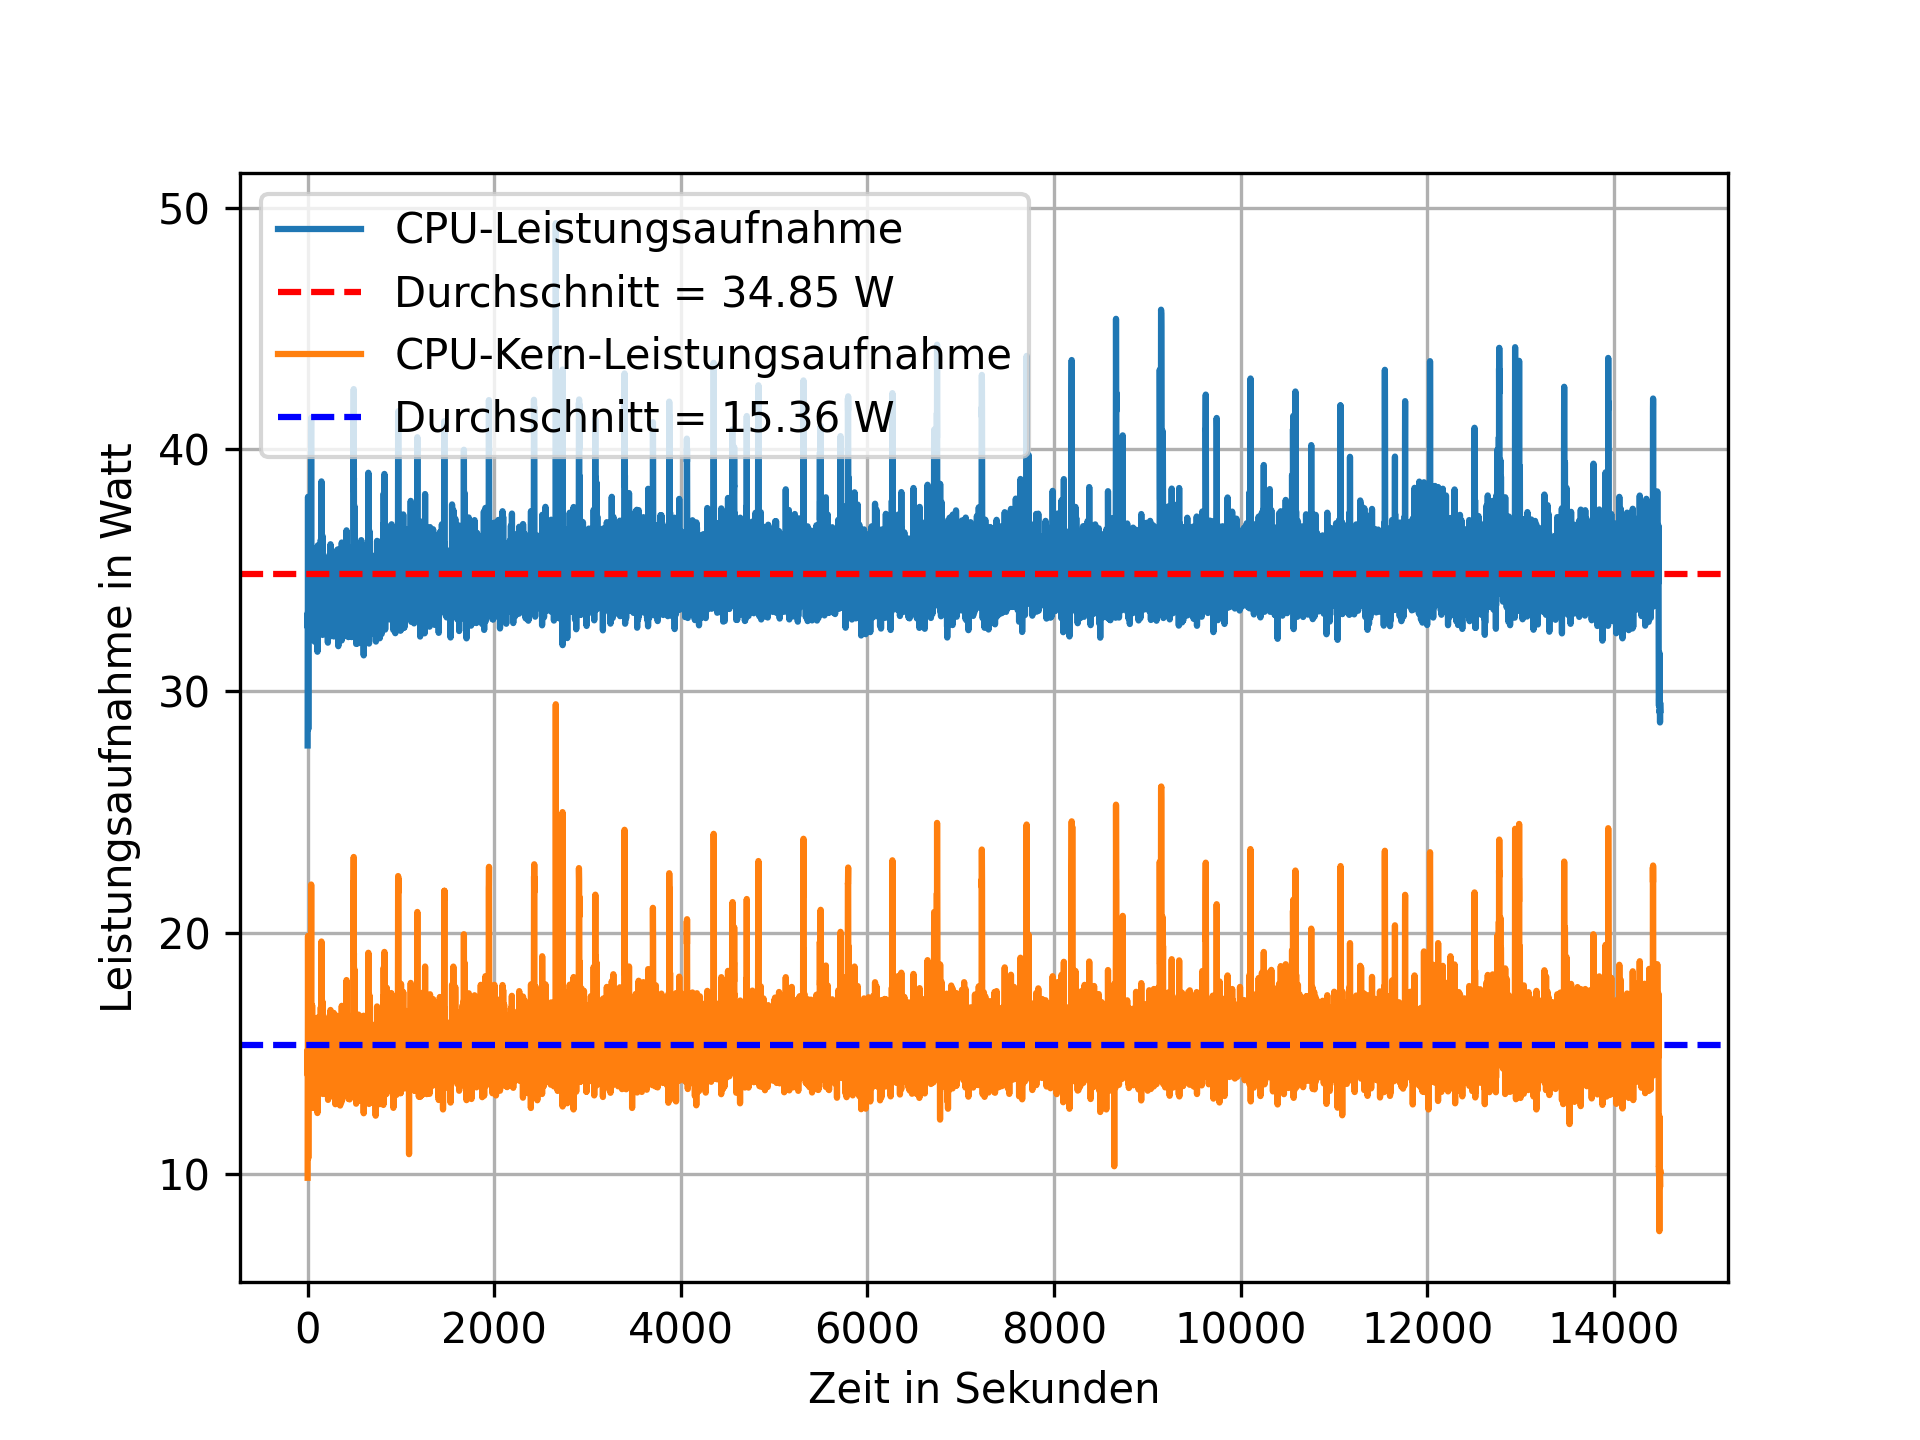 CPU-Leistungsaufnahme
Durchschnitt = 34.85 W
CPU-Kern-Leistungsaufnahme
Durchschnitt = 15.36 W
Leistungsaufnahme in Watt
50
40
30
20
10
0 2000 4000 6000 8000 10000 12000 14000
Zeit in Sekunden